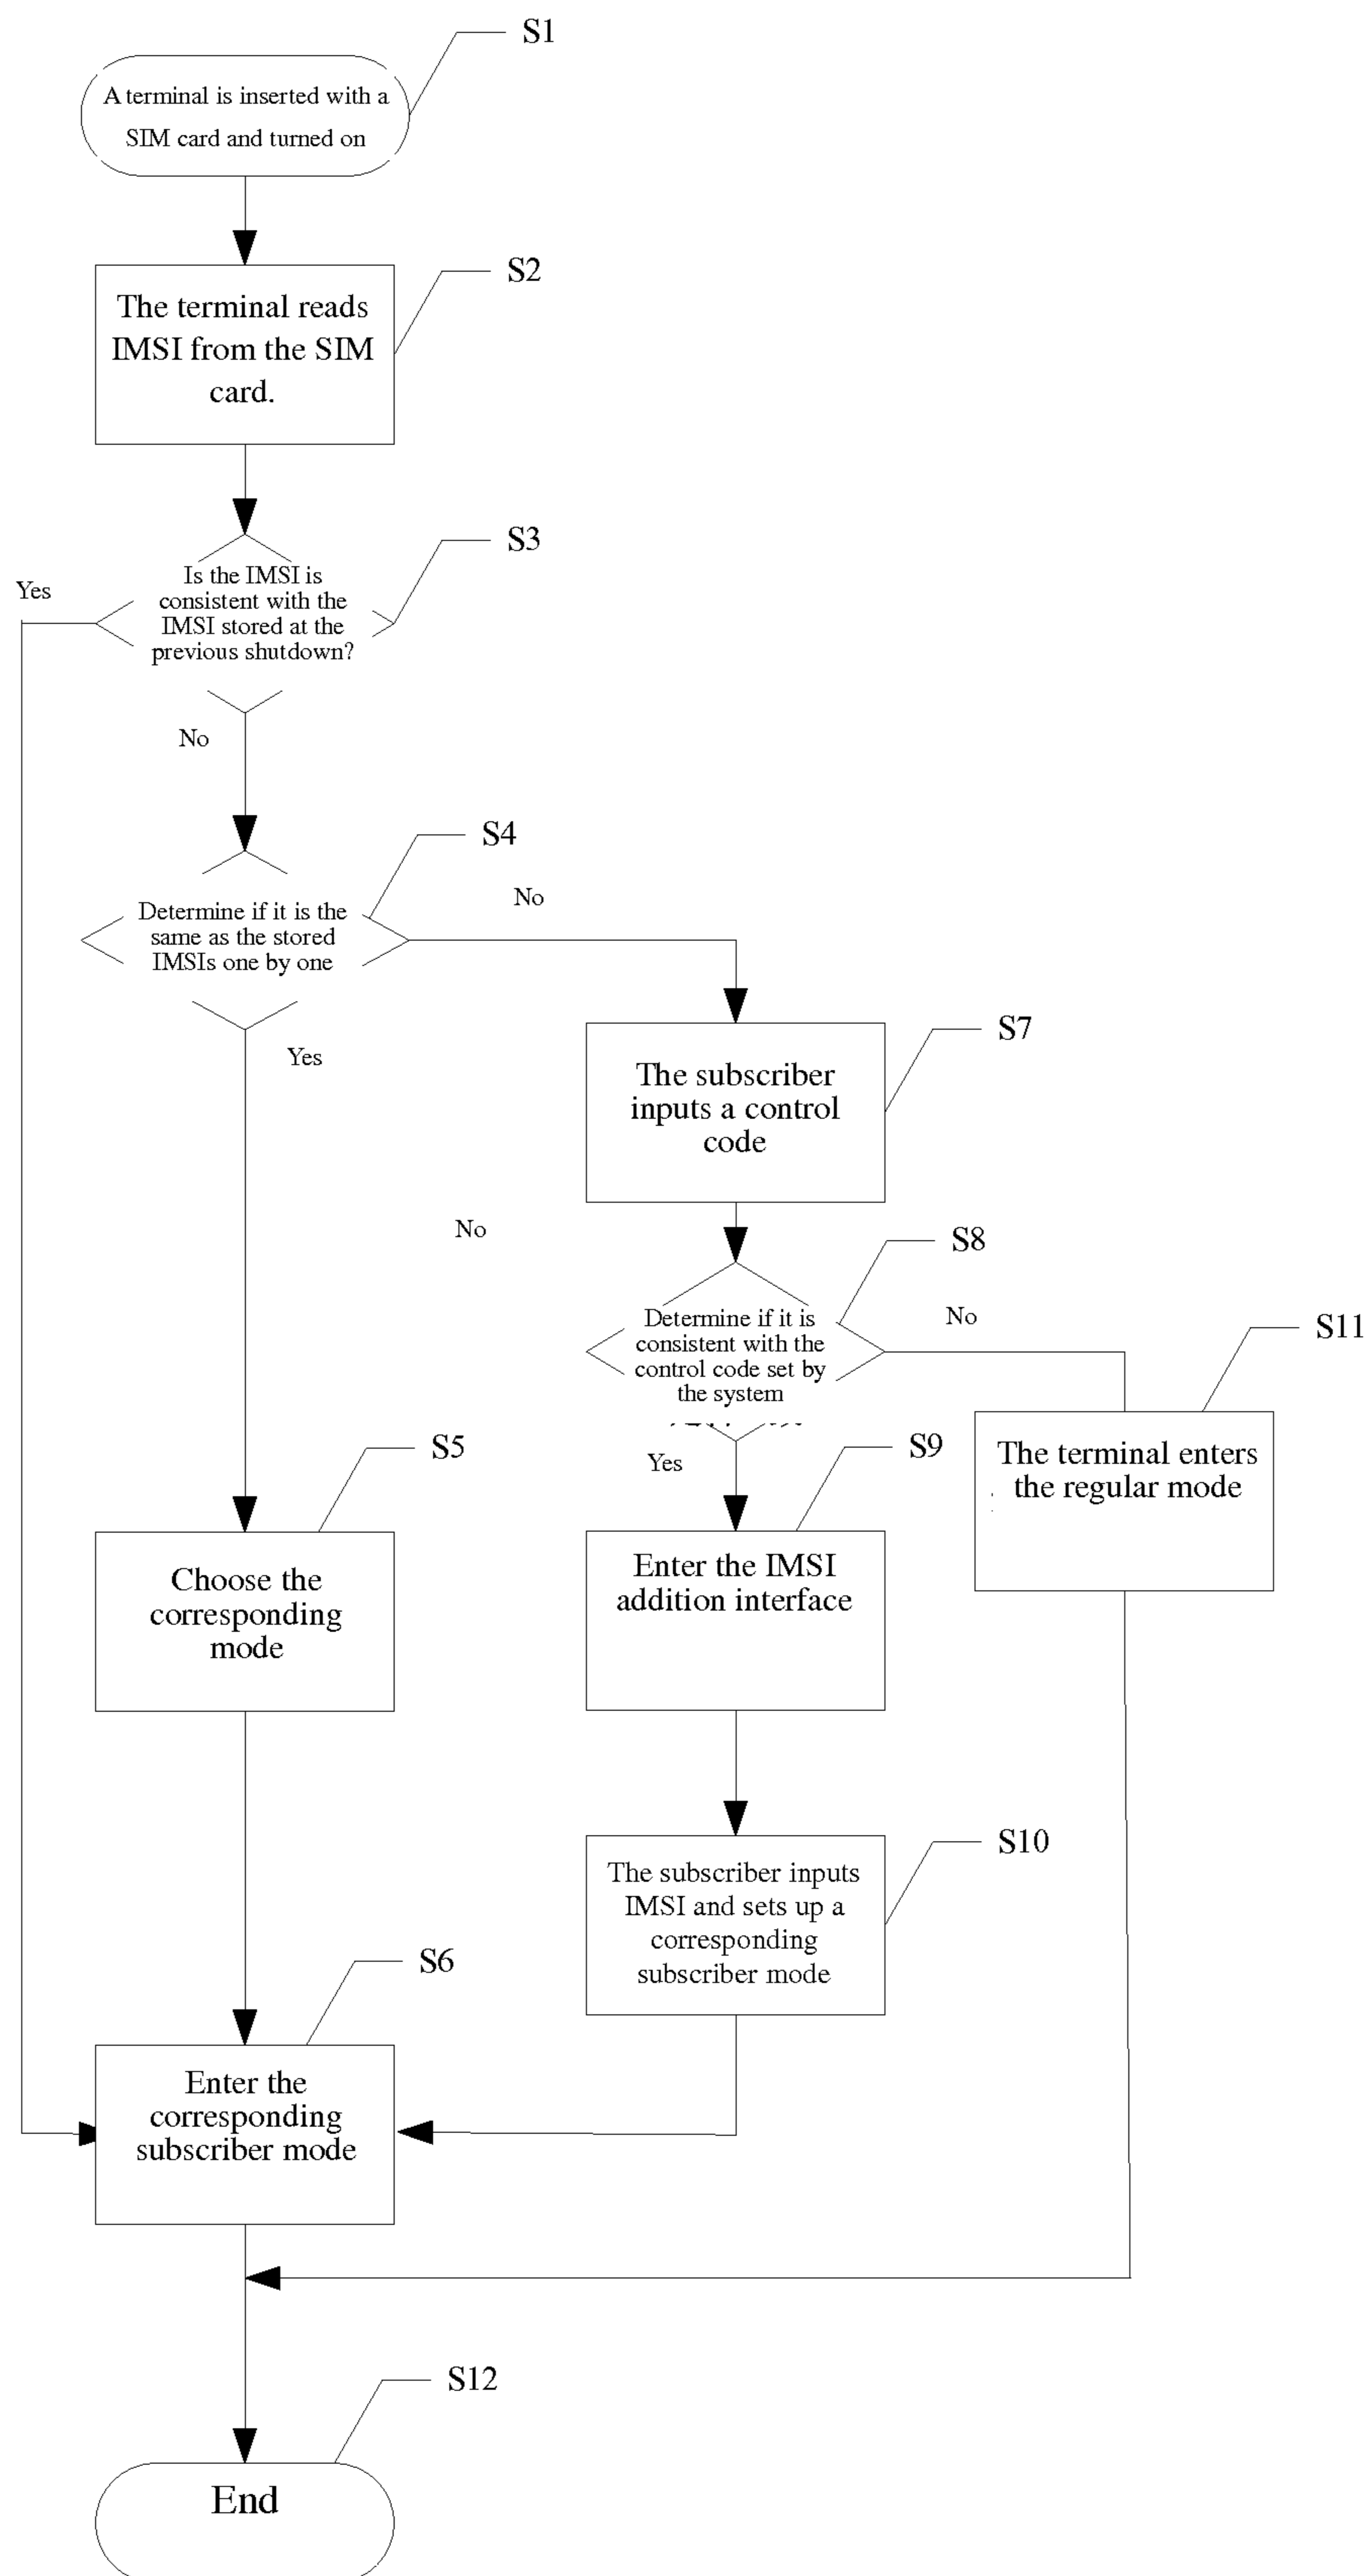 S1
A terminal is inserted with a
SIM card and turned on
S2
The terminal reads
IMSI from the SIM
card.
S3
Yes
Is the IMSI is
consistent with the
IMSI stored at the
previous shutdown?
No
S4
No
Determine if it is the
same as the stored
IMSIs one by one
Yes
S7
The subscriber
inputs a control
code
No
S8
Determine if it is
consistent with the
control code set by
the system
No
S11
The terminal enters
the regular mode
Yes
S9
S5
Enter the IMSI
addition interface
Choose the
corresponding
mode
S10
The subscriber inputs
IMSI and sets up a
corresponding
subscriber mode
S6
Enter the
corresponding
subscriber mode
S12
End